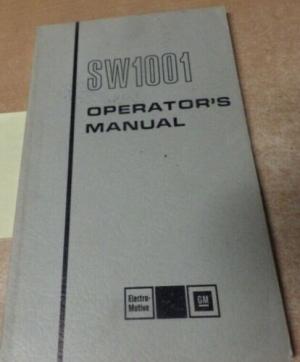 SW1001
OPERATOR'S
MANUAL
Electro-
Motive
GM